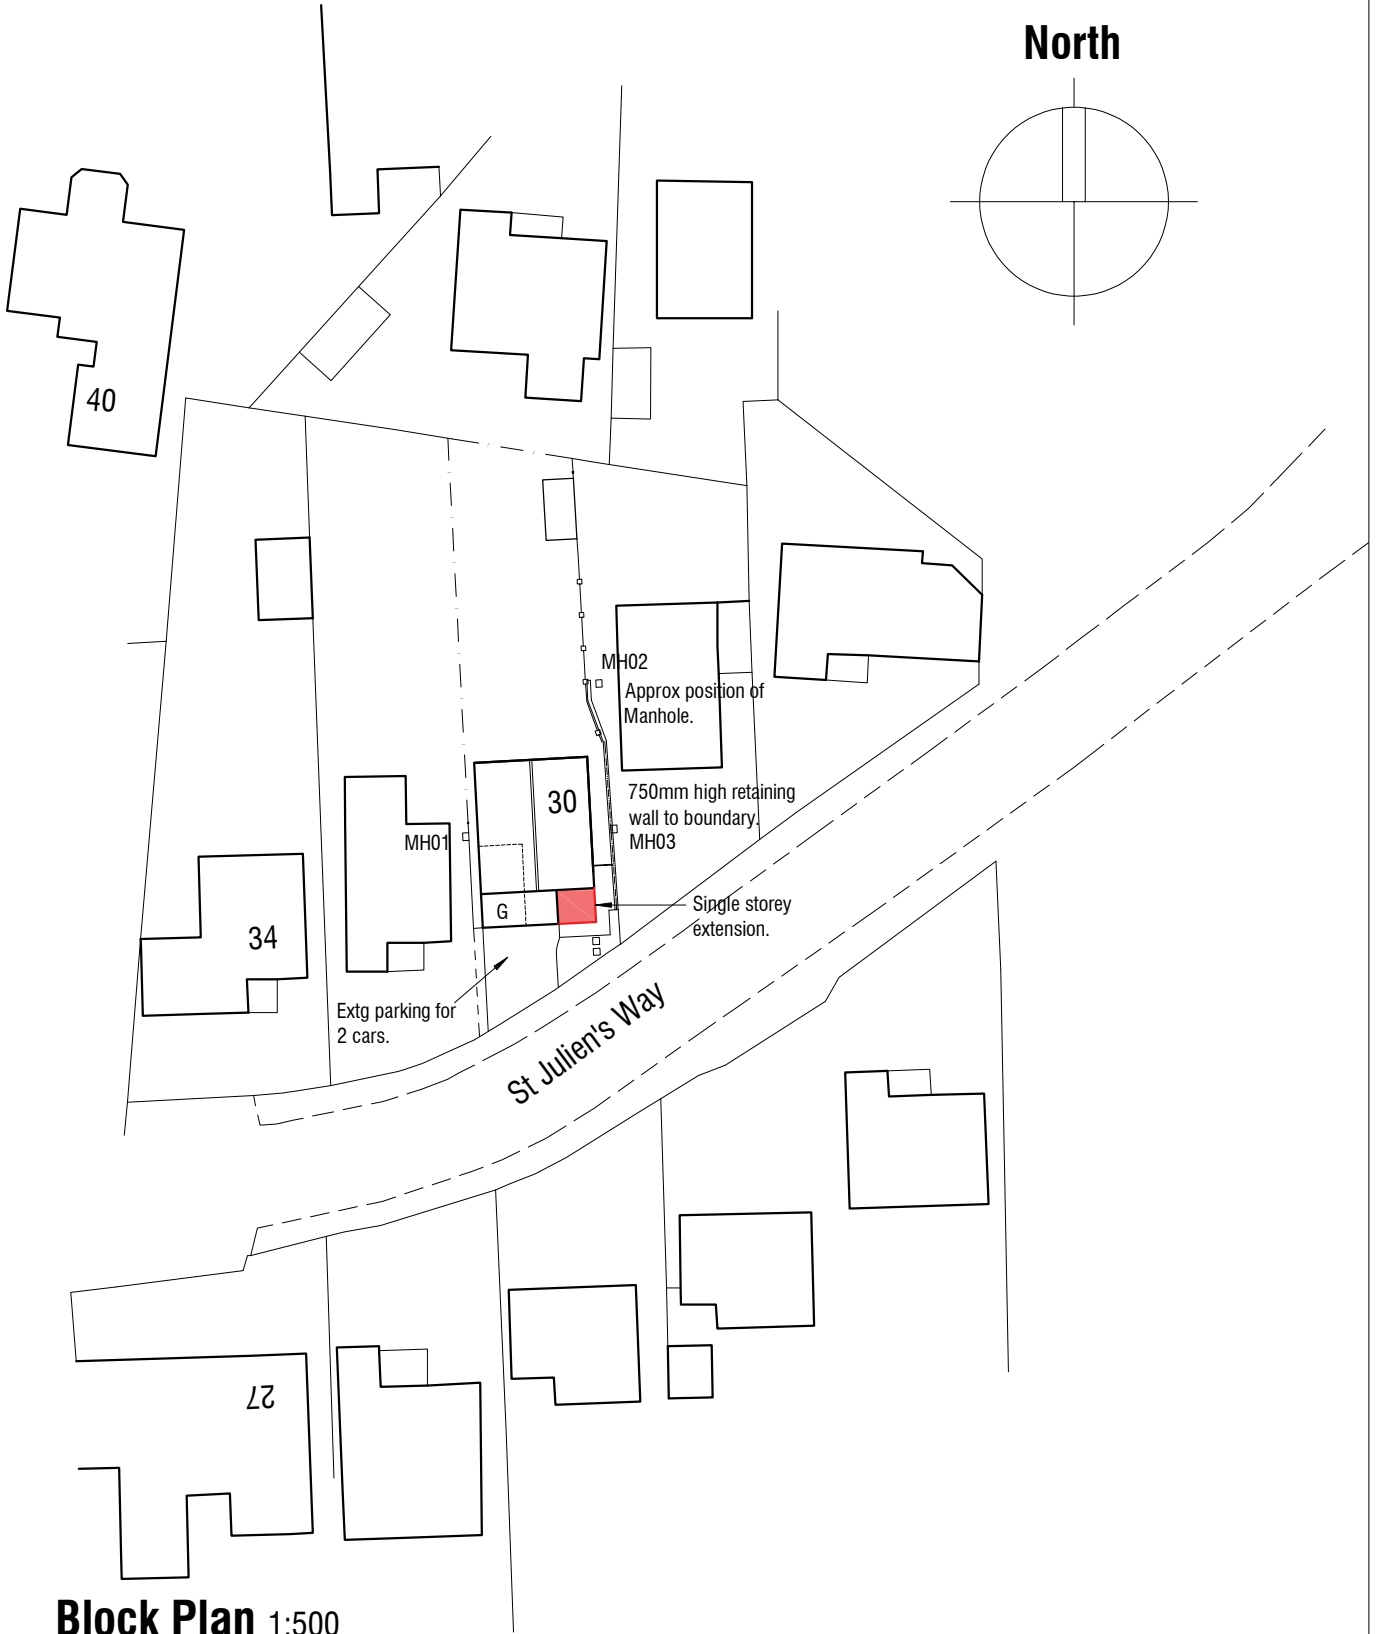 North
40
MH02
Approx position of
Manhole.
750mm high retaining
wall to boundary.
MH03
30
MH01
G
Single storey
extension.
34
Extg parking for
2 cars.
St Julien's Way
27
Block Plan 1:500